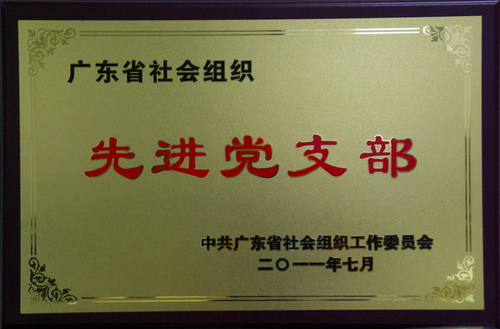 广东省社会组织
先进党支部
中共广东省社会组织工作委员会
二〇一一年七月